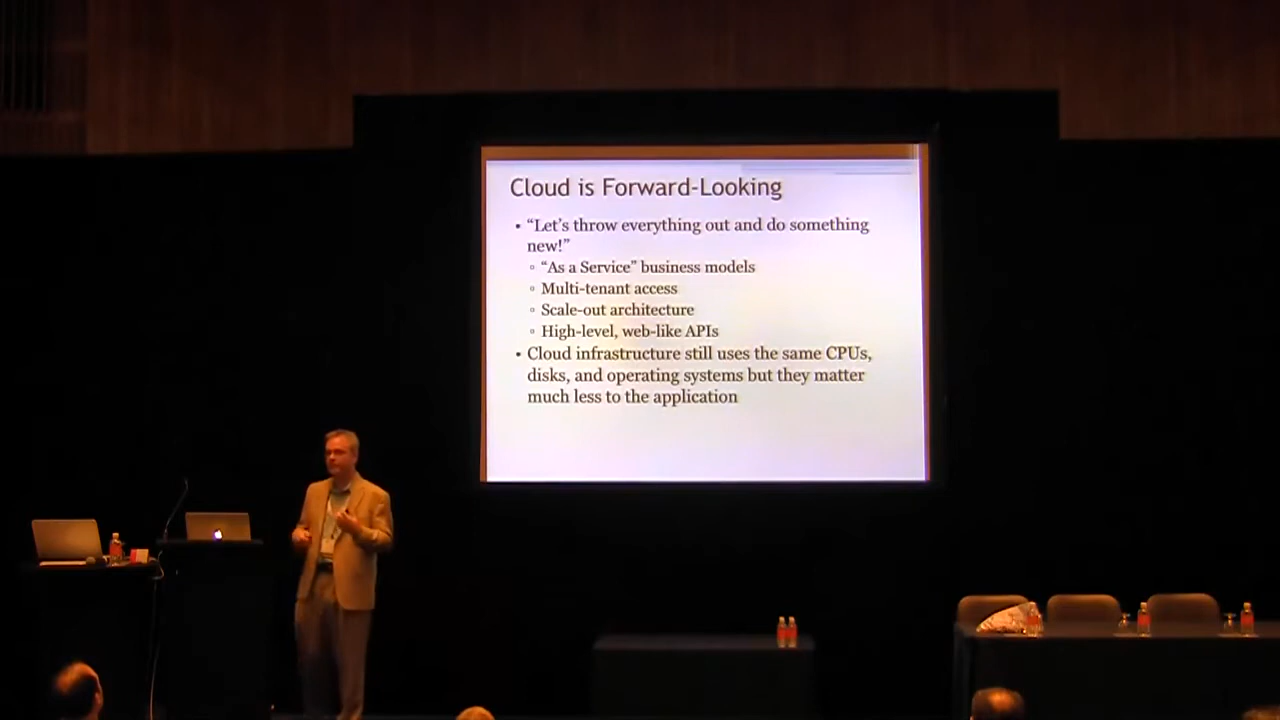 Cloud is Forward-Looking
• “Let’s throw everything out and do something
new!”
▫ “As a Service” business models
▫ Multi-tenant access
▫ Scale-out architecture
▫ High-level, web-like APIs
• Cloud infrastructure still uses the same CPUs,
disks, and operating systems but they matter
much less to the application